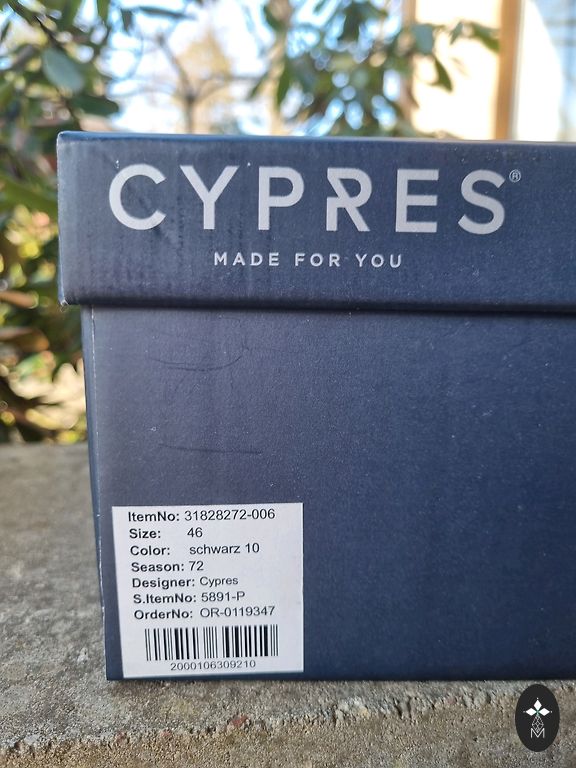 CYPRES®
MADE FOR YOU
ItemNo: 31828272-006
Size: 46
Color: schwarz 10
Season: 72
Designer: Cypres
S.ItemNo: 5891-P
OrderNo: OR-0119347
2000106309210
M